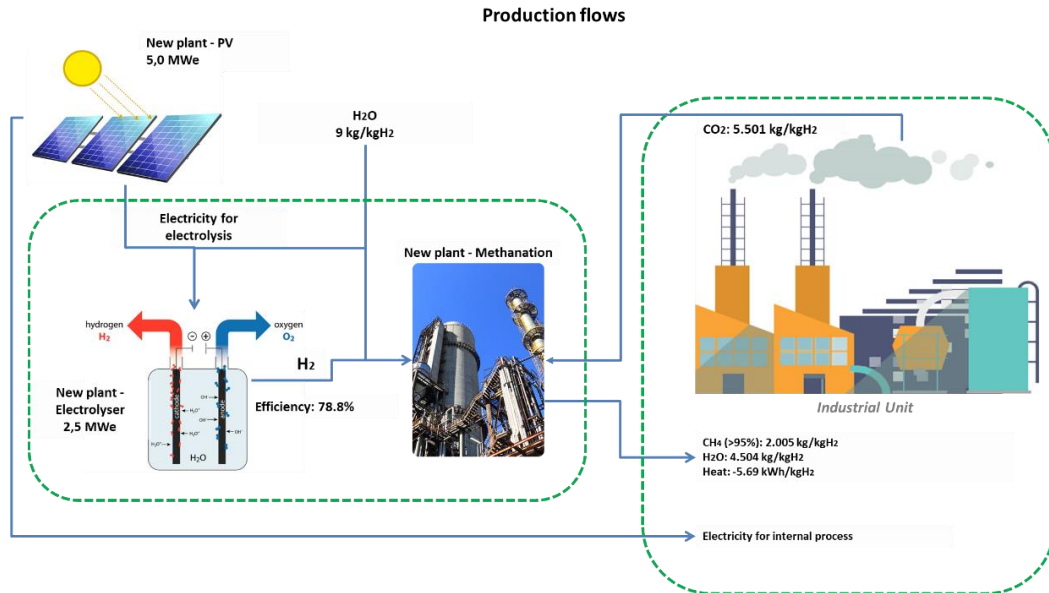 Production flows
New plant - PV
5,0 MWe
H2O
9 kg/kgH2
CO2: 5.501 kg/kgH2
Electricity for
electrolysis
New plant - Methanation
hydrogen
H2
oxygen
O2
H2
New plant -
Electrolyser
2,5 MWe
Efficiency: 78.8%
H2O
Industrial Unit
CH4 (>95%): 2.005 kg/kgH2
H2O: 4.504 kg/kgH2
Heat: -5.69 kWh/kgH2
Electricity for internal process